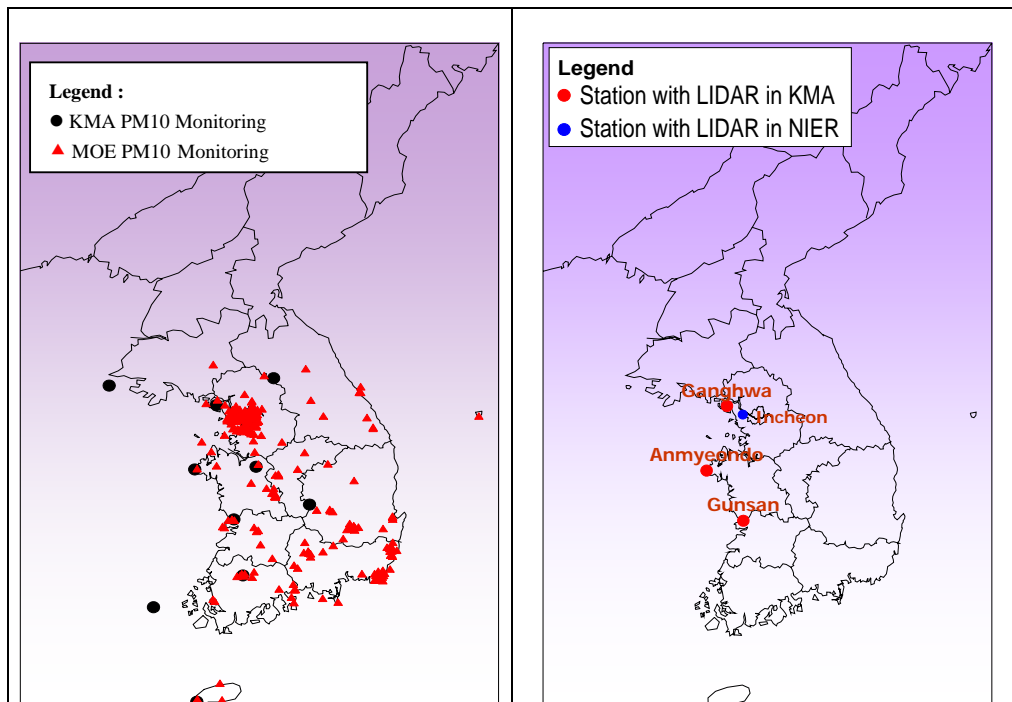 Legend :
KMA PM10 Monitoring
MOE PM10 Monitoring
Legend
Station with LIDAR in KMA
Station with LIDAR in NIER
Ganghwa
Incheon
Anmyeondo
Gunsan